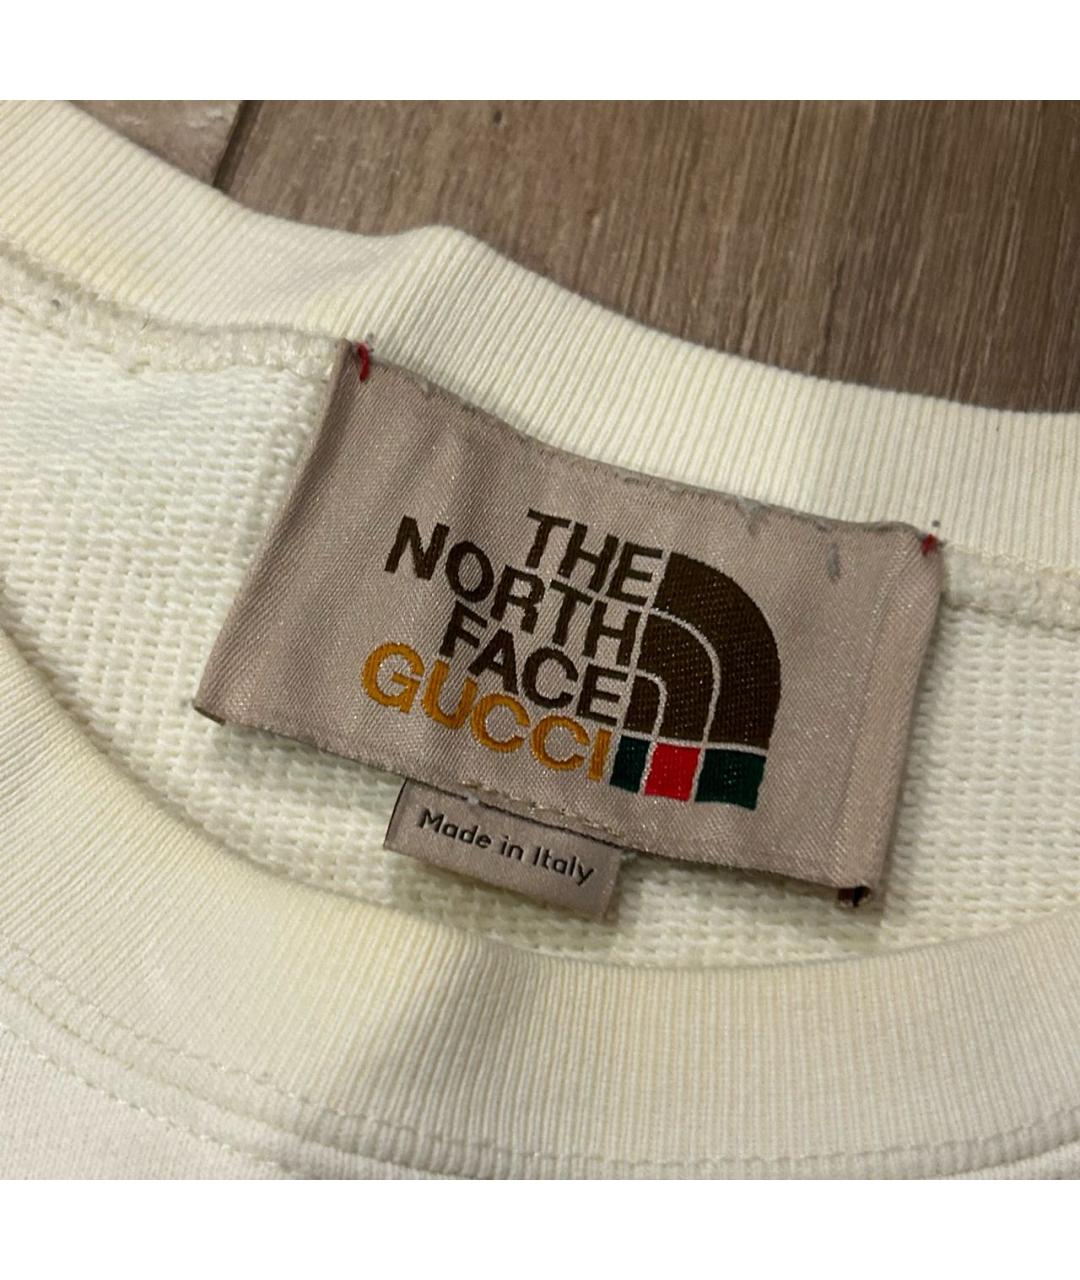 THE
NORTH
FACE
GUCCI
Made in Italy